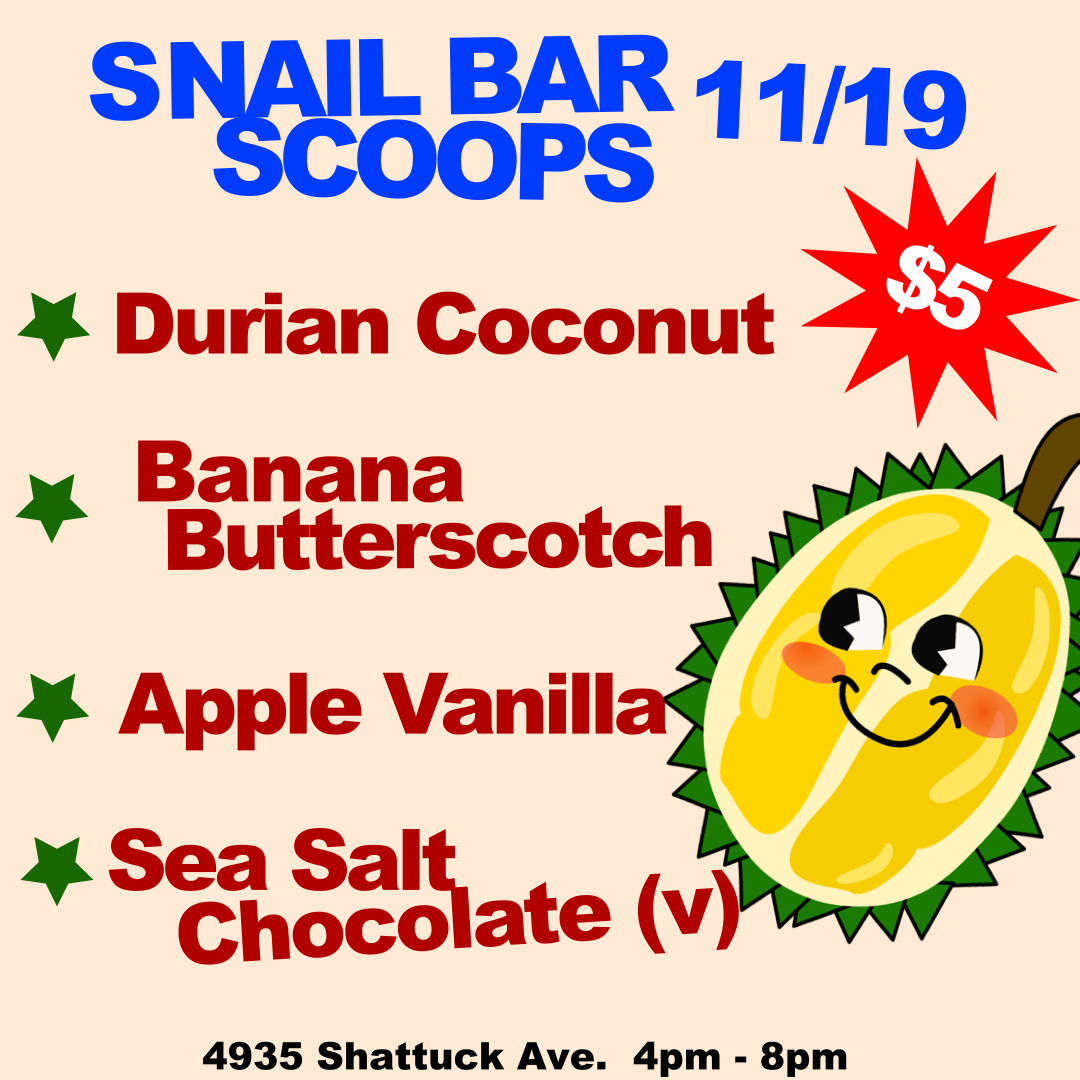 SNAIL BAR 11/19
SCOOPS
$5
Durian Coconut
Banana
Butterscotch
Apple Vanilla
Sea Salt
Chocolate (v)
4935 Shattuck Ave. 4pm - 8pm